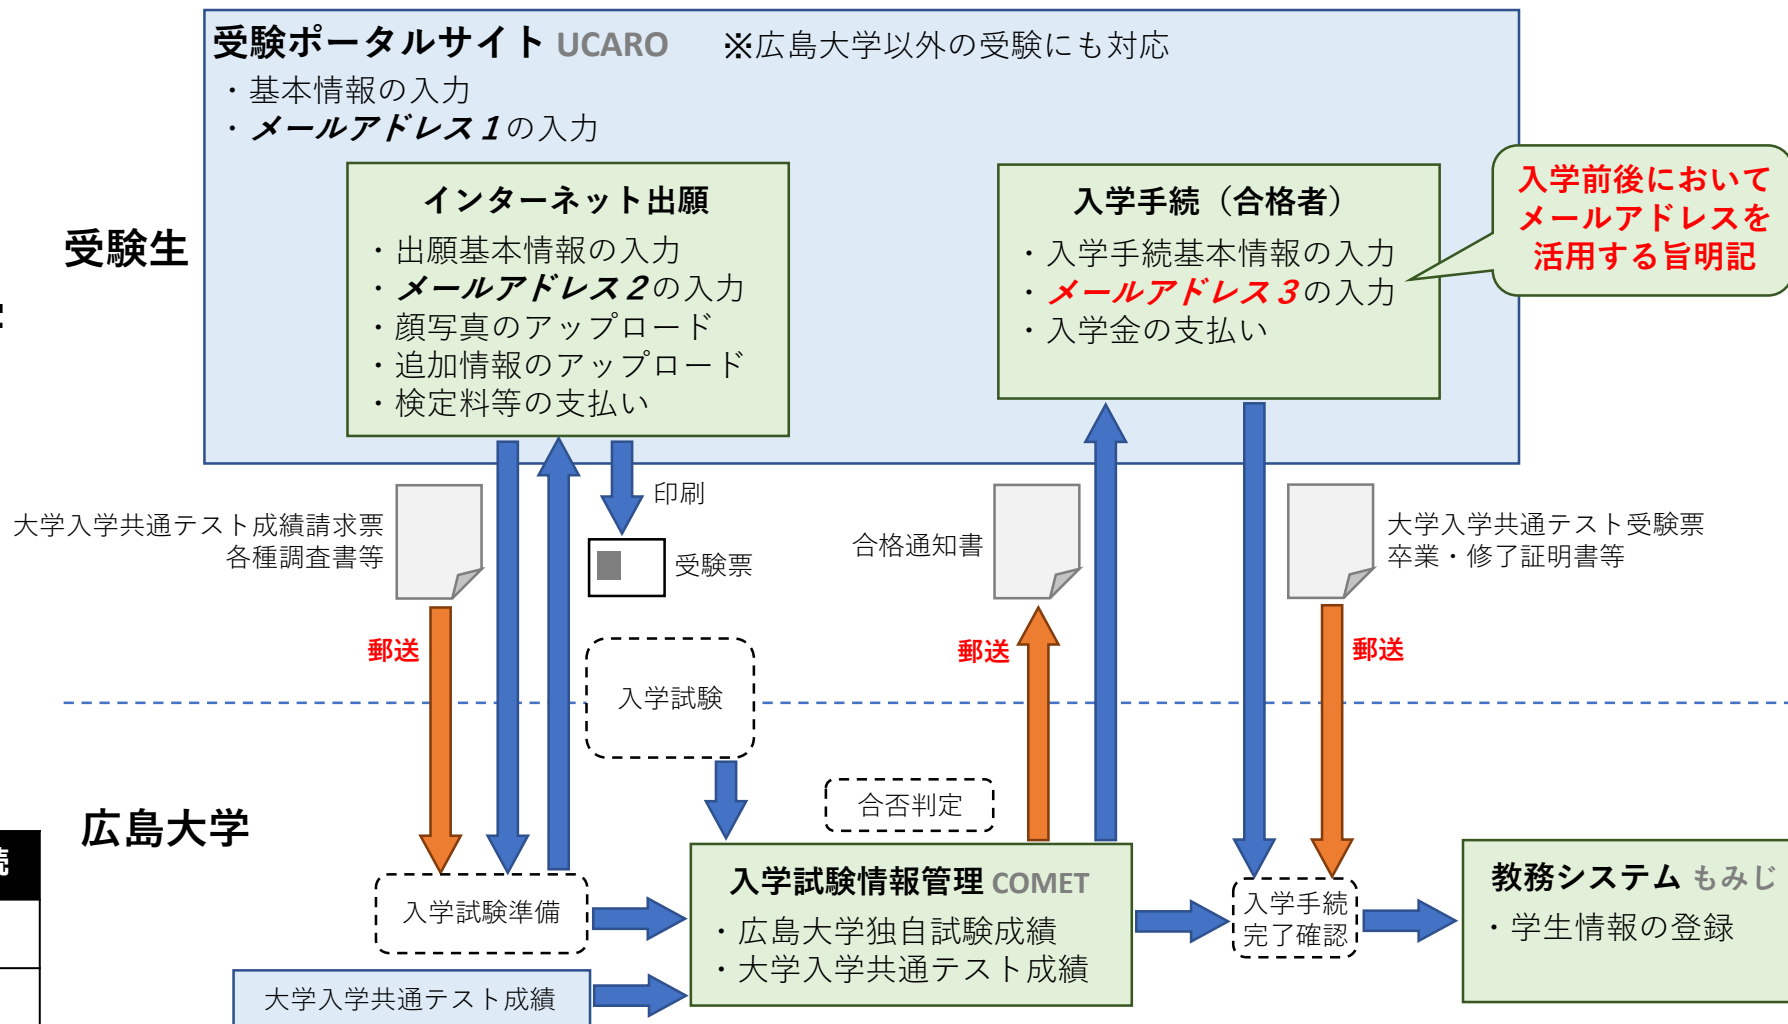 受験ポータルサイト UCARO ※広島大学以外の受験にも対応
・基本情報の入力
・メールアドレス１の入力
インターネット出願
・出願基本情報の入力
・メールアドレス２の入力
・顔写真のアップロード
・追加情報のアップロード
・検定料等の支払い
入学手続（合格者）
・入学手続基本情報の入力
・メールアドレス３の入力
・入学金の支払い
入学前後において
メールアドレスを
活用する旨明記
受験生
大学入学共通テスト成績請求票
各種調査書等
印刷
受験票
合格通知書
大学入学共通テスト受験票
卒業・修了証明書等
郵送
郵送
郵送
入学試験
広島大学
合否判定
入学試験準備
入学試験情報管理 COMET
・広島大学独自試験成績
・大学入学共通テスト成績
入学手続
完了確認
教務システム もみじ
・学生情報の登録
大学入学共通テスト成績